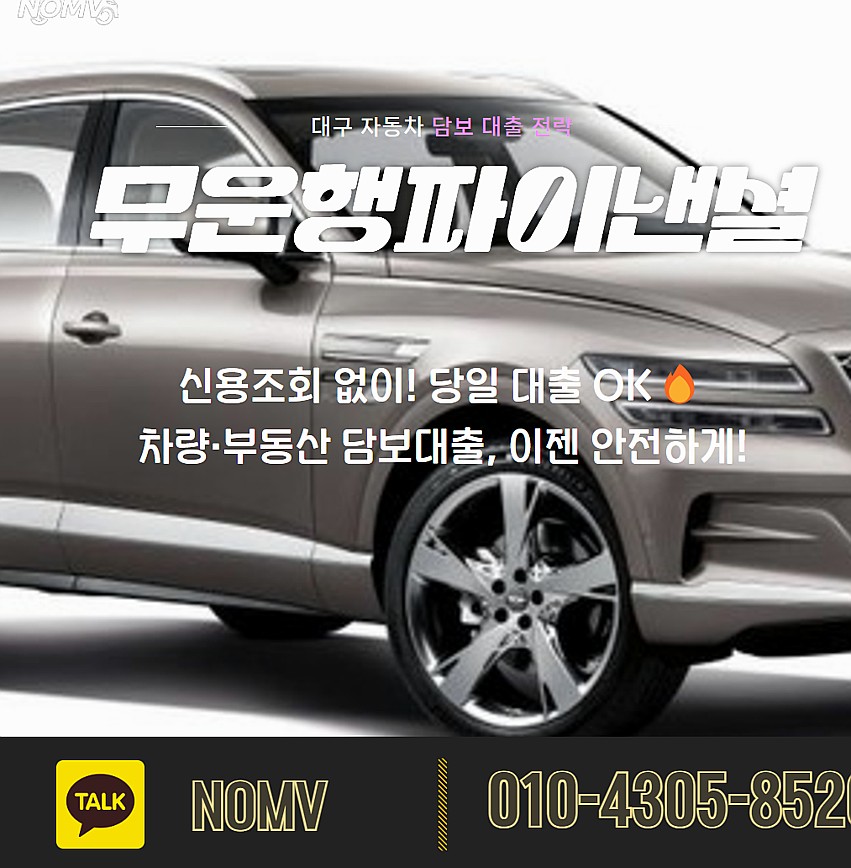 NOMV
대구 자동차 담보 대출 전략
무운행파이낸셜
신용조회 없이! 당일 대출 OK🔥
차량·부동산 담보대출, 이젠 안전하게!
TALK
NOMV
010-4305-8520